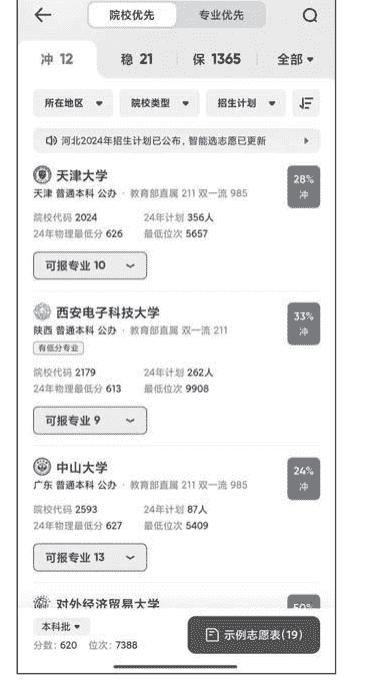 院校优先 专业优先
冲 12 稳 21 保 1365 全部
所在地区 院校类型 招生计划
河北2024年招生计划已公布，智能选志愿已更新
天津大学
28%
天津 普通本科 公办 · 教育部直属 211 双一流 985
冲
院校代码 2024 24年计划 356人
24年物理最低分 626 最低位次 5657
可报专业 10
西安电子科技大学
33%
陕西 普通本科 公办 · 教育部直属 双一流 211
冲
有低分专业
院校代码 2179 24年计划 262人
24年物理最低分 613 最低位次 9908
可报专业 9
中山大学
24%
广东 普通本科 公办 · 教育部直属 211 双一流 985
冲
院校代码 2593 24年计划 87人
24年物理最低分 627 最低位次 5409
可报专业 13
对外经济贸易大学
本科批
分数: 620 位次: 7388
示例志愿表(19)